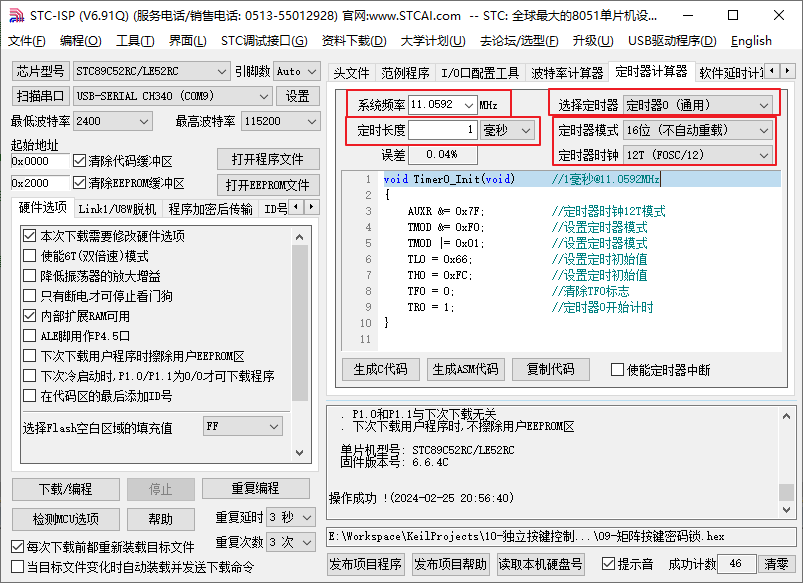 STC-ISP (V6.91Q) (服务电话/销售电话: 0513-55012928) 官网:www.STCAI.com -- STC: 全球最大的8051单片机设...
文件(F) 编程(O) 工具(T) 界面(L) STC调试接口(G) 资料下载(D) 大学计划(U) 去论坛/选型(F) 升级(U) USB驱动程序(D) English
芯片型号 STC89C52RC/LE52RC 引脚数 Auto
扫描串口 USB-SERIAL CH340 (COM9) 设置
最低波特率 2400 最高波特率 115200
起始地址
0x0000 清除代码缓冲区 打开程序文件
0x2000 清除EEPROM缓冲区 打开EEPROM文件
硬件选项 Link1/U8W脱机 程序加密后传输 ID号
本次下载需要修改硬件选项
使能6T(双倍速)模式
降低振荡器的放大增益
只有断电才可停止看门狗
内部扩展RAM可用
ALE脚用作P4.5口
下次下载用户程序时擦除用户EEPROM区
下次冷启动时,P1.0/P1.1为0/0才可下载程序
在代码区的最后添加ID号
选择Flash空白区域的填充值 FF
下载/编程 停止 重复编程
检测MCU选项 帮助 重复延时 3 秒
重复次数 3 次
每次下载前都重新装载目标文件
当目标文件变化时自动装载并发送下载命令
头文件 范例程序 I/O口配置工具 波特率计算器 定时器计算器 软件延时计
系统频率 11.0592 MHz 选择定时器 定时器0 (通用)
定时长度 1 毫秒 定时器模式 16位 (不自动重载)
误差 0.04% 定时器时钟 12T (FOSC/12)
1 void Timer0_Init(void) //1毫秒@11.0592MHz
2 {
3 AUXR &= 0x7F; //定时器时钟12T模式
4 TMOD &= 0xF0; //设置定时器模式
5 TMOD |= 0x01; //设置定时器模式
6 TL0 = 0x66; //设置定时初始值
7 TH0 = 0xFC; //设置定时初始值
8 TF0 = 0; //清除TF0标志
9 TR0 = 1; //定时器0开始计时
10 }
11
生成C代码 生成ASM代码 复制代码 使能定时器中断
. P1.0和P1.1与下次下载无关
. 下次下载用户程序时,不擦除用户EEPROM区
单片机型号: STC89C52RC/LE52RC
固件版本号: 6.6.4C
操作成功 !(2024-02-25 20:56:40)
E:\Workspace\KeilProjects\10-独立按键控制...\09-矩阵按键密码锁.hex
发布项目程序 发布项目帮助 读取本机硬盘号 提示音 成功计数 46 清零